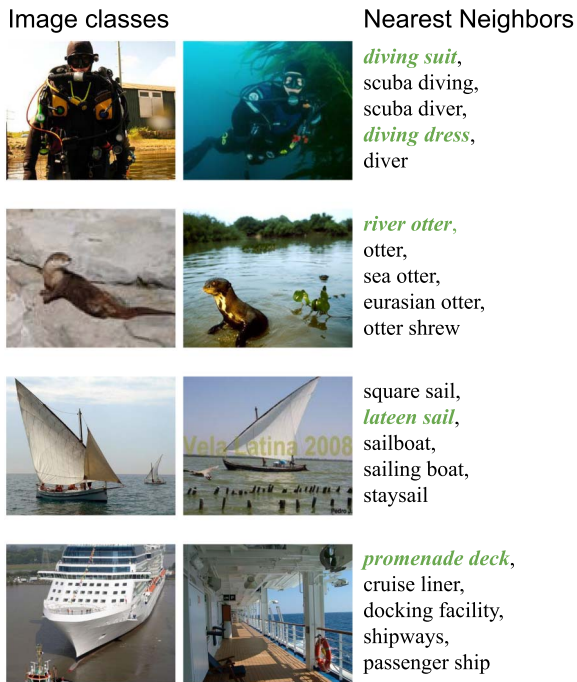 Image classes
Nearest Neighbors
diving suit,
scuba diving,
scuba diver,
diving dress,
diver
river otter,
otter,
sea otter,
eurasian otter,
otter shrew
Vela Latina 2008
square sail,
lateen sail,
sailboat,
sailing boat,
staysail
promenade deck,
cruise liner,
docking facility,
shipways,
passenger ship